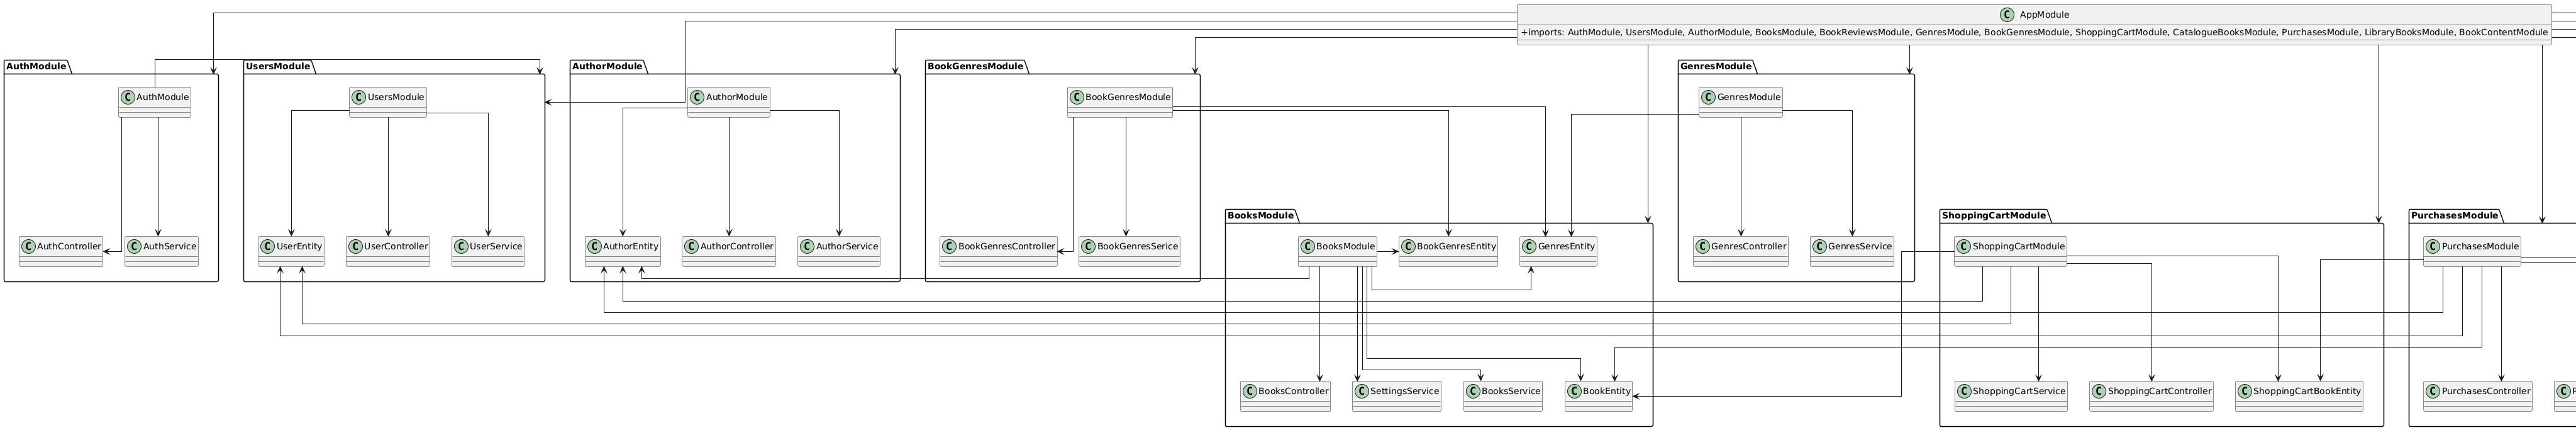 C AppModule
+imports: AuthModule, UsersModule, AuthorModule, BooksModule, BookReviewsModule, GenresModule, BookGenresModule, ShoppingCartModule, CatalogueBooksModule, PurchasesModule, LibraryBooksModule, BookContentModule
AuthModule
C AuthModule
C AuthController
C AuthService
UsersModule
C UsersModule
C UserEntity
C UserController
C UserService
AuthorModule
C AuthorModule
C AuthorEntity
C AuthorController
C AuthorService
BookGenresModule
C BookGenresModule
C BookGenresController
C BookGenresSerice
BooksModule
C BooksModule
C BookGenresEntity
C GenresEntity
C BooksController
C SettingsService
C BooksService
C BookEntity
GenresModule
C GenresModule
C GenresController
C GenresService
ShoppingCartModule
C ShoppingCartModule
C ShoppingCartService
C ShoppingCartController
C ShoppingCartBookEntity
PurchasesModule
C PurchasesModule
C PurchasesController
C